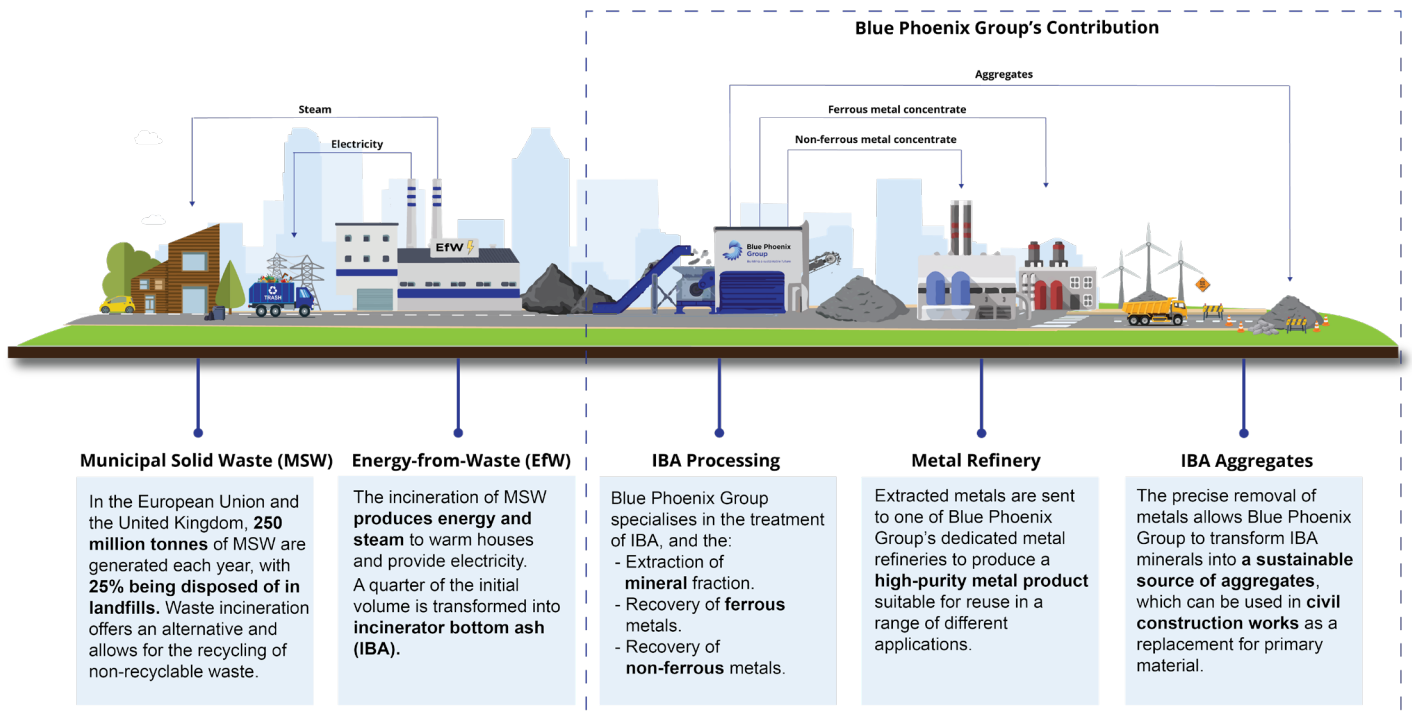 Blue Phoenix Group's Contribution
Aggregates
Steam
Ferrous metal concentrate
Electricity
Non-ferrous metal concentrate
EfW
Blue Phoenix
Group
TRASH
Municipal Solid Waste (MSW)
In the European Union and
the United Kingdom, 250
million tonnes of MSW are
generated each year, with
25% being disposed of in
landfills. Waste incineration
offers an alternative and
allows for the recycling of
non-recyclable waste.
Energy-from-Waste (EfW)
The incineration of MSW
produces energy and
steam to warm houses
and provide electricity.
A quarter of the initial
volume is transformed into
incinerator bottom ash
(IBA).
IBA Processing
Blue Phoenix Group
specialises in the treatment
of IBA, and the:
- Extraction of
mineral fraction.
- Recovery of ferrous
metals.
- Recovery of
non-ferrous metals.
Metal Refinery
Extracted metals are sent
to one of Blue Phoenix
Group's dedicated metal
refineries to produce a
high-purity metal product
suitable for reuse in a
range of different
applications.
IBA Aggregates
The precise removal of
metals allows Blue Phoenix
Group to transform IBA
minerals into a sustainable
source of aggregates,
which can be used in civil
construction works as a
replacement for primary
material.